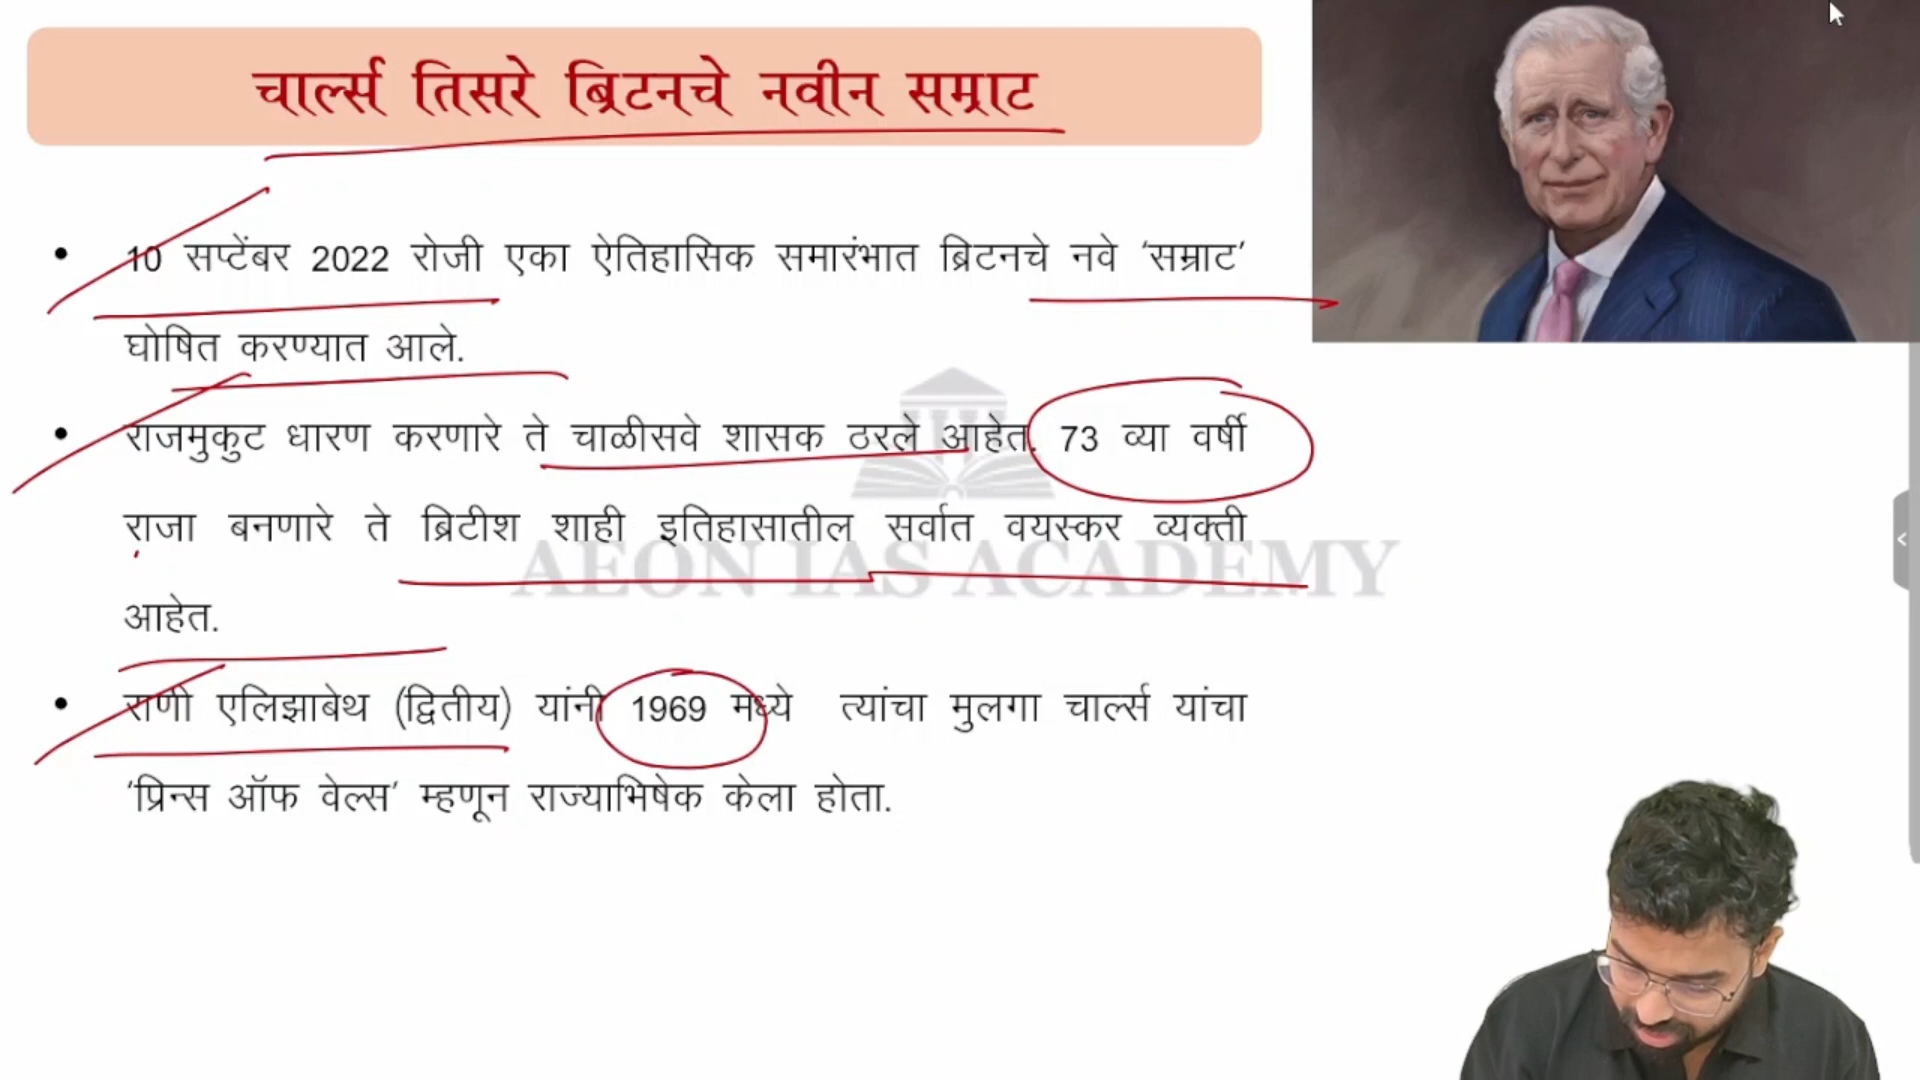 चार्ल्स तिसरे ब्रिटनचे नवीन सम्राट
• 10 सप्टेंबर 2022 रोजी एका ऐतिहासिक समारंभात ब्रिटनचे नवे ‘सम्राट’
घोषित करण्यात आले.
• राजमुकुट धारण करणारे ते चाळीसवे शासक ठरले आहेत. 73 व्या वर्षी
राजा बनणारे ते ब्रिटीश शाही इतिहासातील सर्वात वयस्कर व्यक्ती
AEON IAS ACADEMY
आहेत.
• राणी एलिझाबेथ (द्वितीय) यांनी 1969 मध्ये त्यांचा मुलगा चार्ल्स यांचा
‘प्रिन्स ऑफ वेल्स’ म्हणून राज्याभिषेक केला होता.